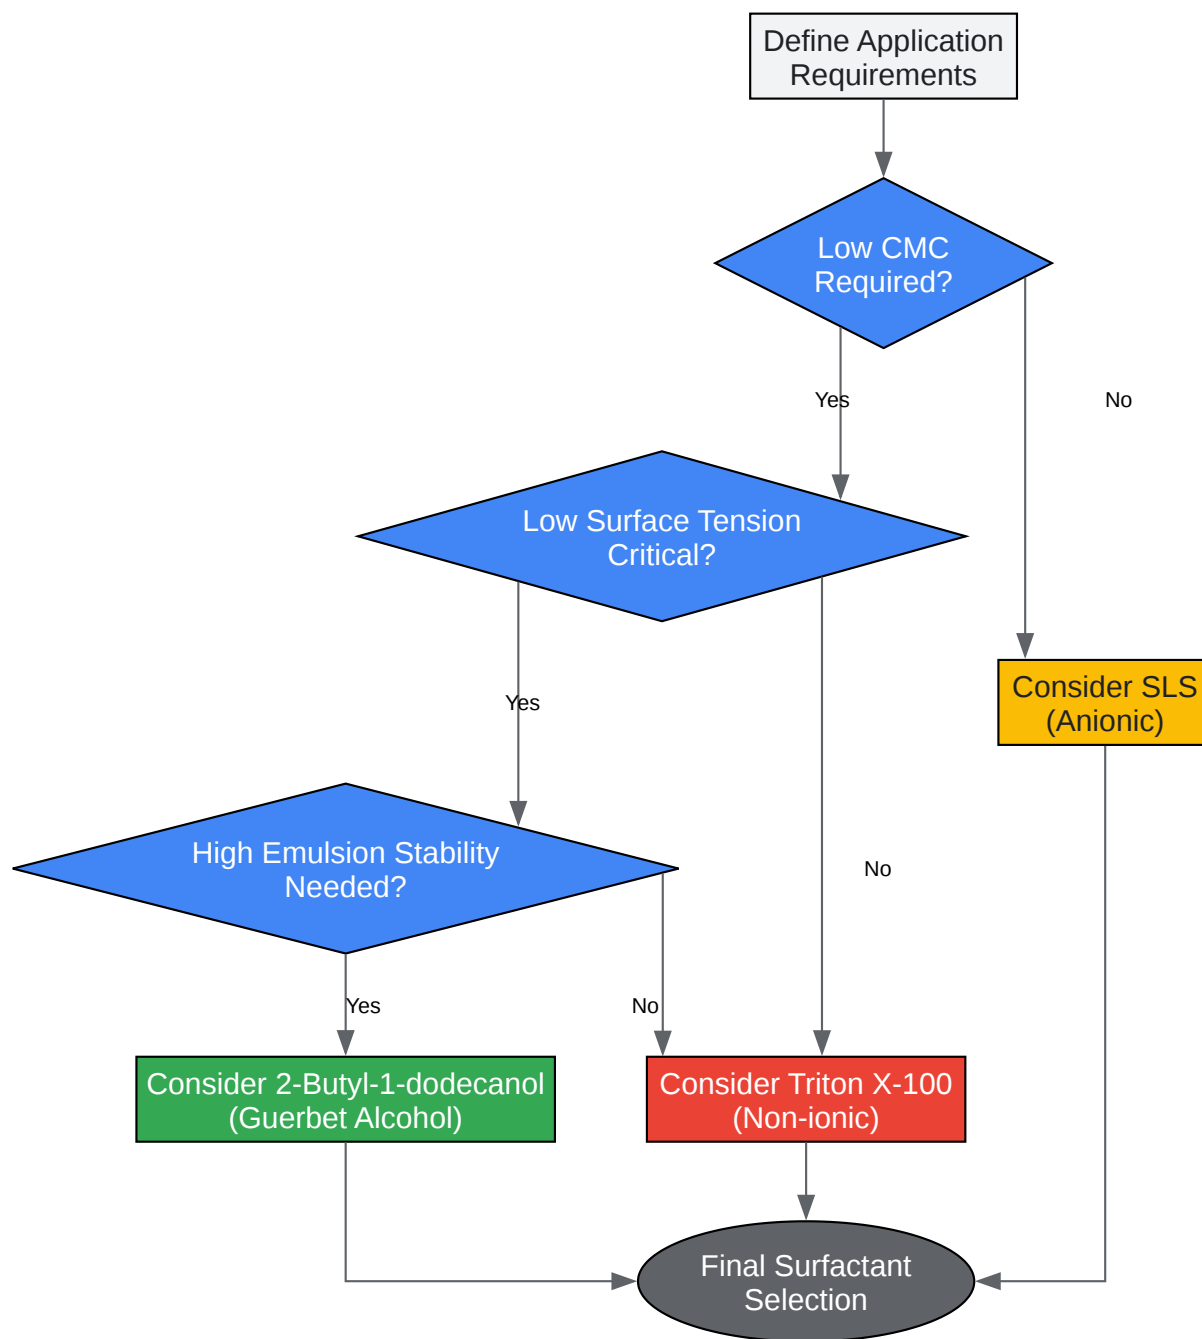 Define Application
Requirements
Low CMC
Required?
Yes
No
Low Surface Tension
Critical?
Consider SLS
(Anionic)
Yes
High Emulsion Stability
Needed?
No
Yes
No
Consider 2-Butyl-1-dodecanol
(Guerbet Alcohol)
Consider Triton X-100
(Non-ionic)
Final Surfactant
Selection